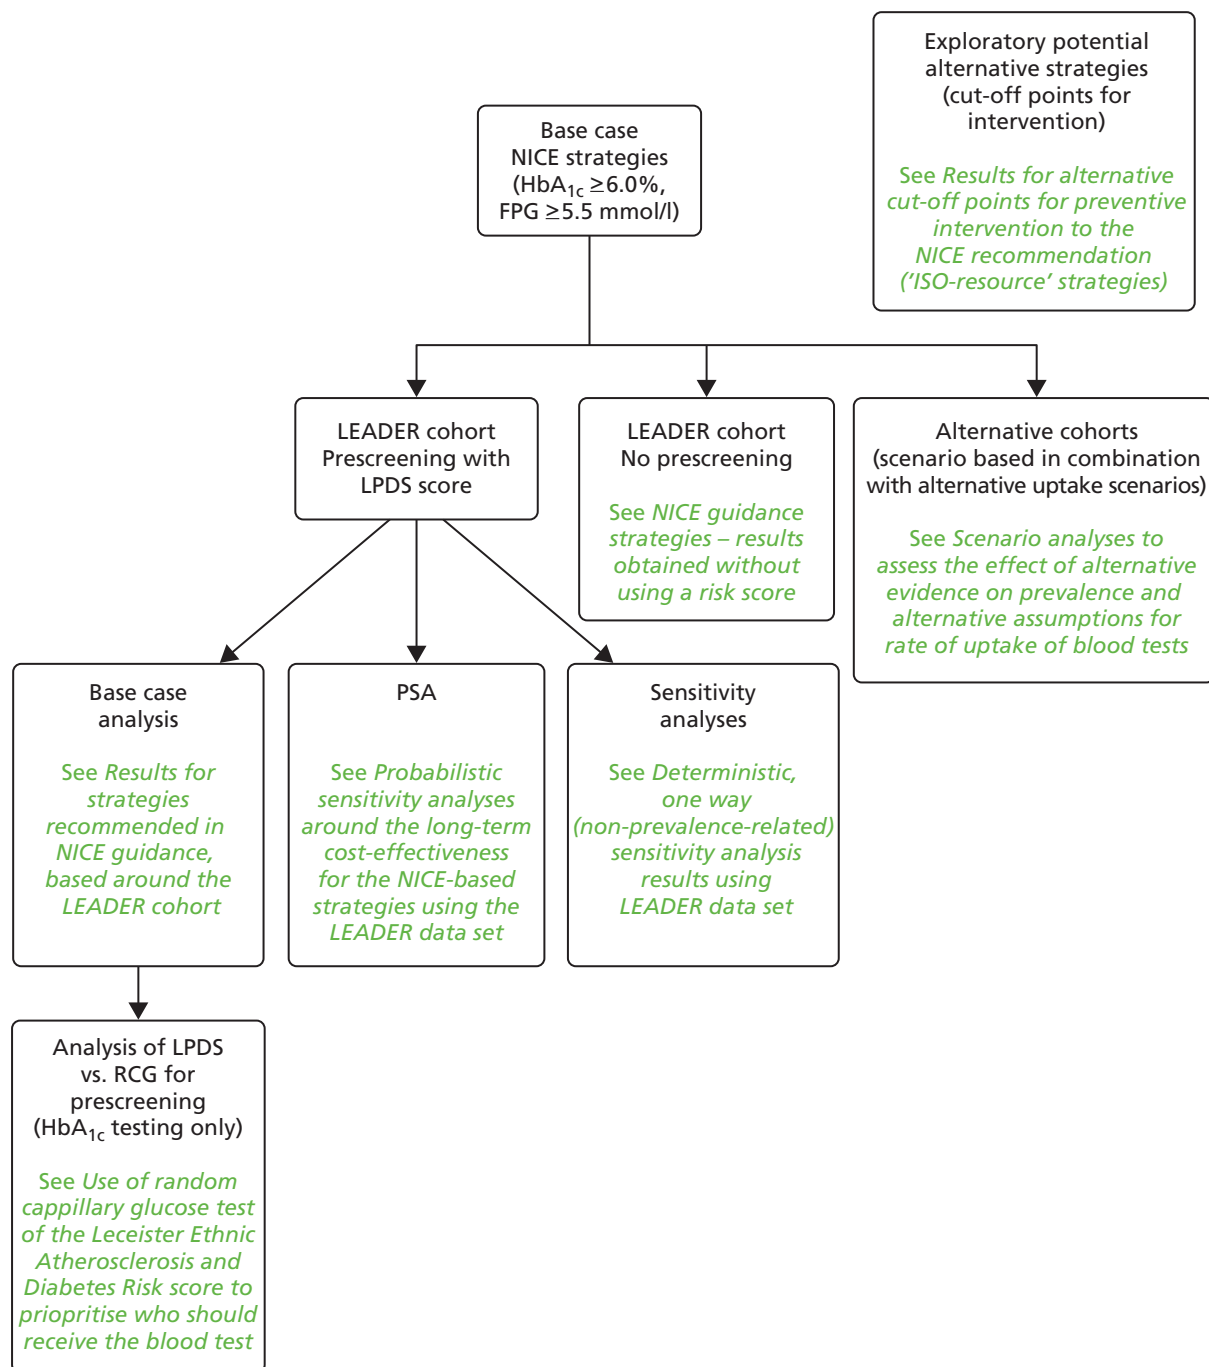 Exploratory potential
alternative strategies
(cut-off points for
intervention)
See Results for alternative
cut-off points for preventive
intervention to the
NICE recommendation
('ISO-resource' strategies)
Base case
NICE strategies
(HbA1c ≥6.0%,
FPG ≥5.5 mmol/l)
LEADER cohort
Prescreening with
LPDS score
LEADER cohort
No prescreening
See NICE guidance
strategies – results
obtained without
using a risk score
Alternative cohorts
(scenario based in combination
with alternative uptake scenarios)
See Scenario analyses to
assess the effect of alternative
evidence on prevalence and
alternative assumptions for
rate of uptake of blood tests
Base case
analysis
See Results for
strategies
recommended in
NICE guidance,
based around the
LEADER cohort
PSA
See Probabilistic
sensitivity analyses
around the long-term
cost-effectiveness
for the NICE-based
strategies using the
LEADER data set
Sensitivity
analyses
See Deterministic,
one way
(non-prevalence-related)
sensitivity analysis
results using
LEADER data set
Analysis of LPDS
vs. RCG for
prescreening
(HbA1c testing only)
See Use of random
cappillary glucose test
of the Leceister Ethnic
Atherosclerosis and
Diabetes Risk score to
priopritise who should
receive the blood test